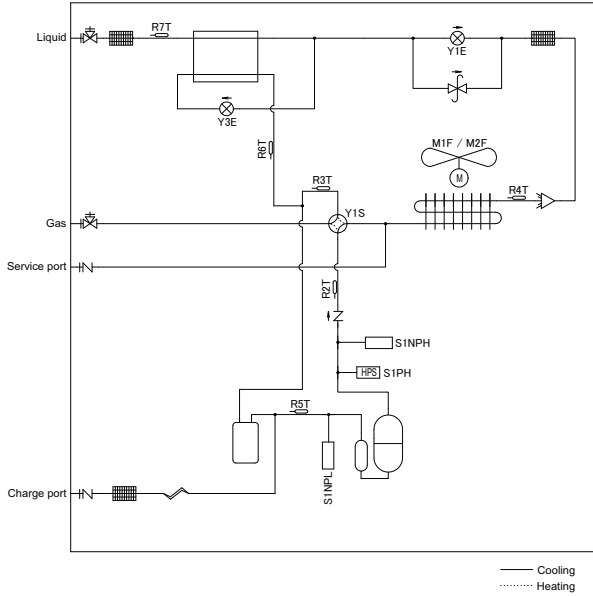 Liquid
R7T
Y1E
Y3E
R6T
M1F / M2F
M
R3T
R4T
Y1S
Gas
Service port
R2T
S1NPH
HPS S1PH
R5T
S1NPL
Charge port
Cooling
Heating